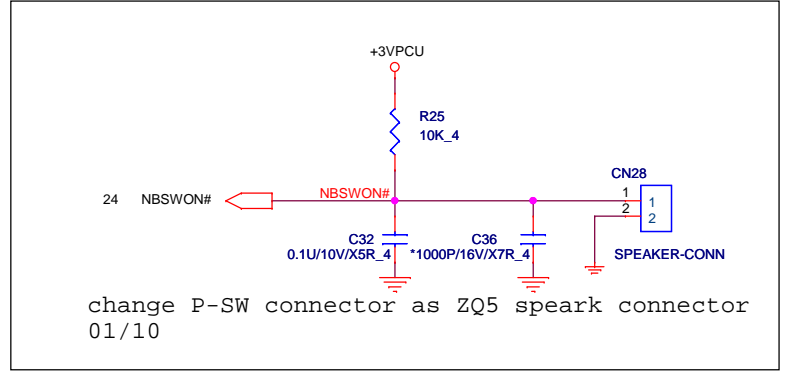 +3VPCU
R25
10K_4
CN28
24 NBSWON#
NBSWON#
1
1
2
2
C32
0.1U/10V/X5R_4
C36
*1000P/16V/X7R_4
SPEAKER-CONN
change P-SW connector as ZQ5 speark connector
01/10